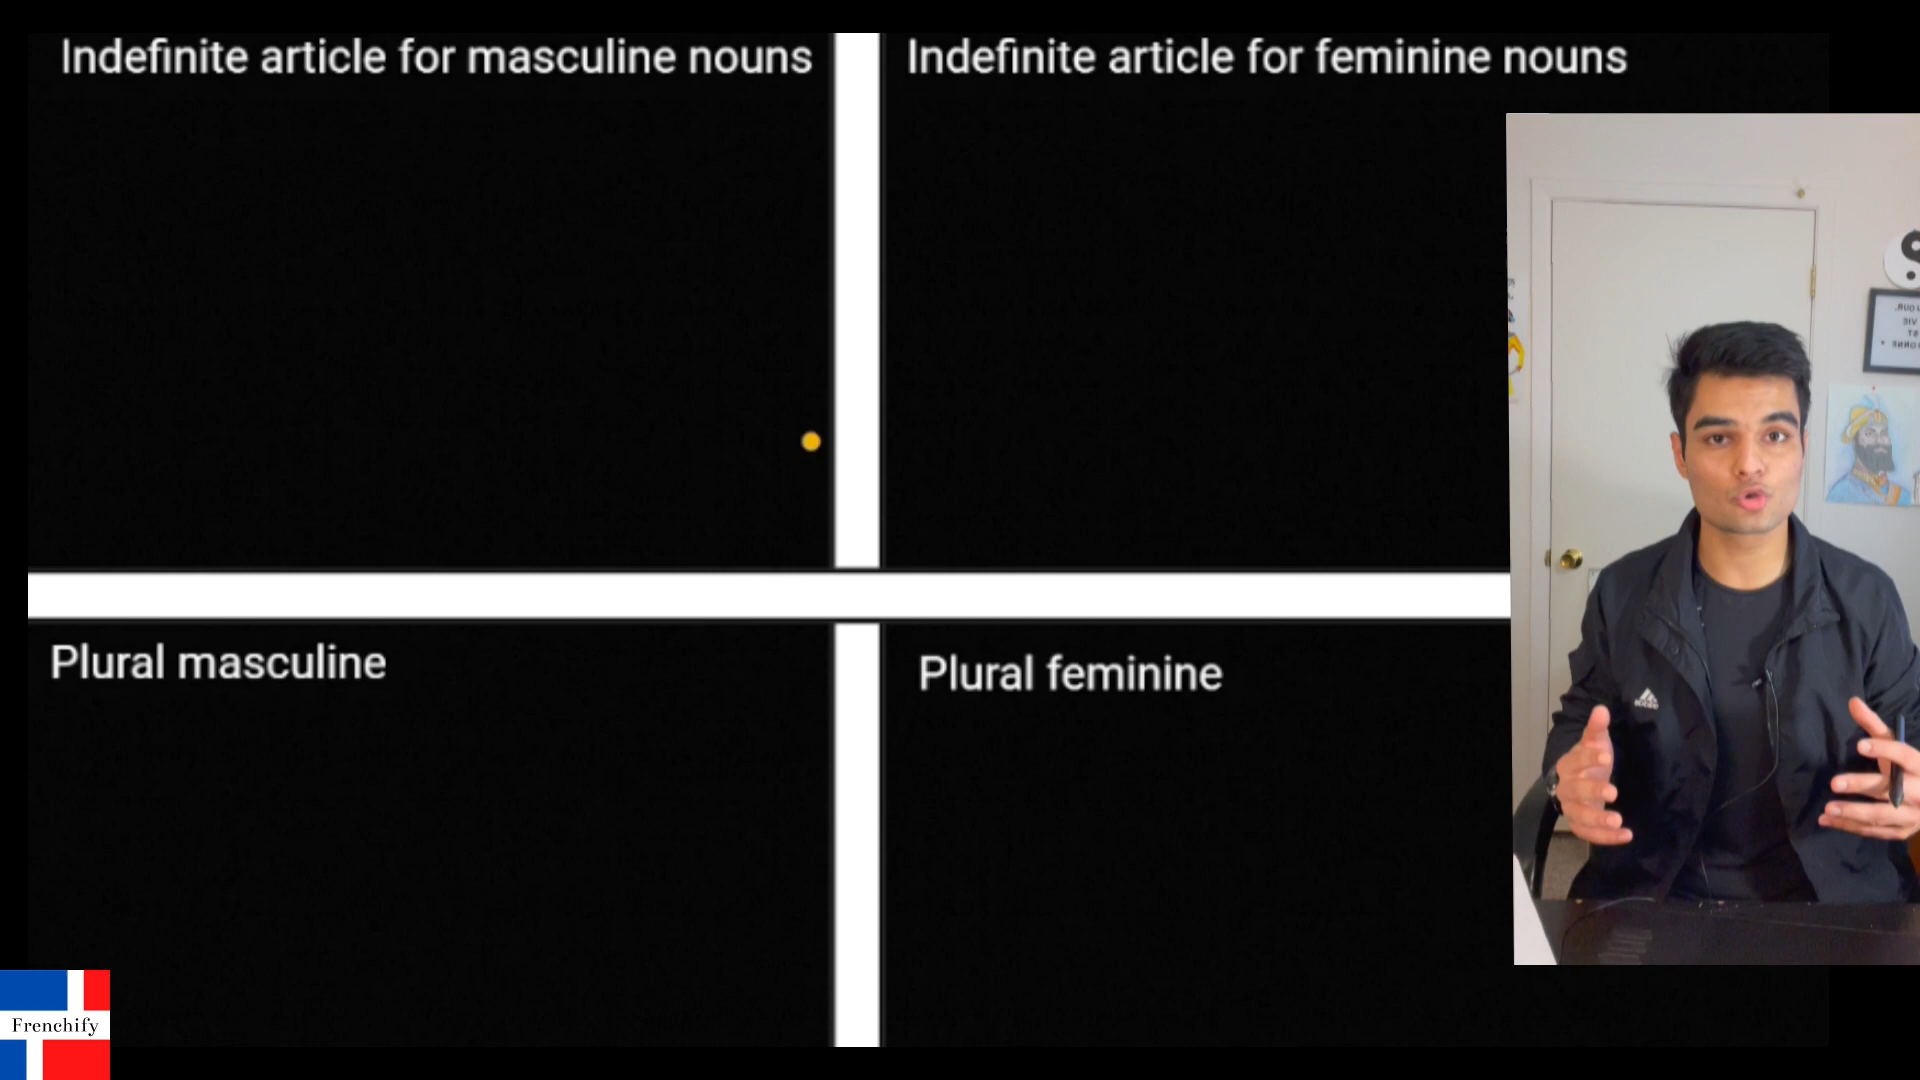 Indefinite article for masculine nouns
Indefinite article for feminine nouns
Plural masculine
Plural feminine
Frenchify